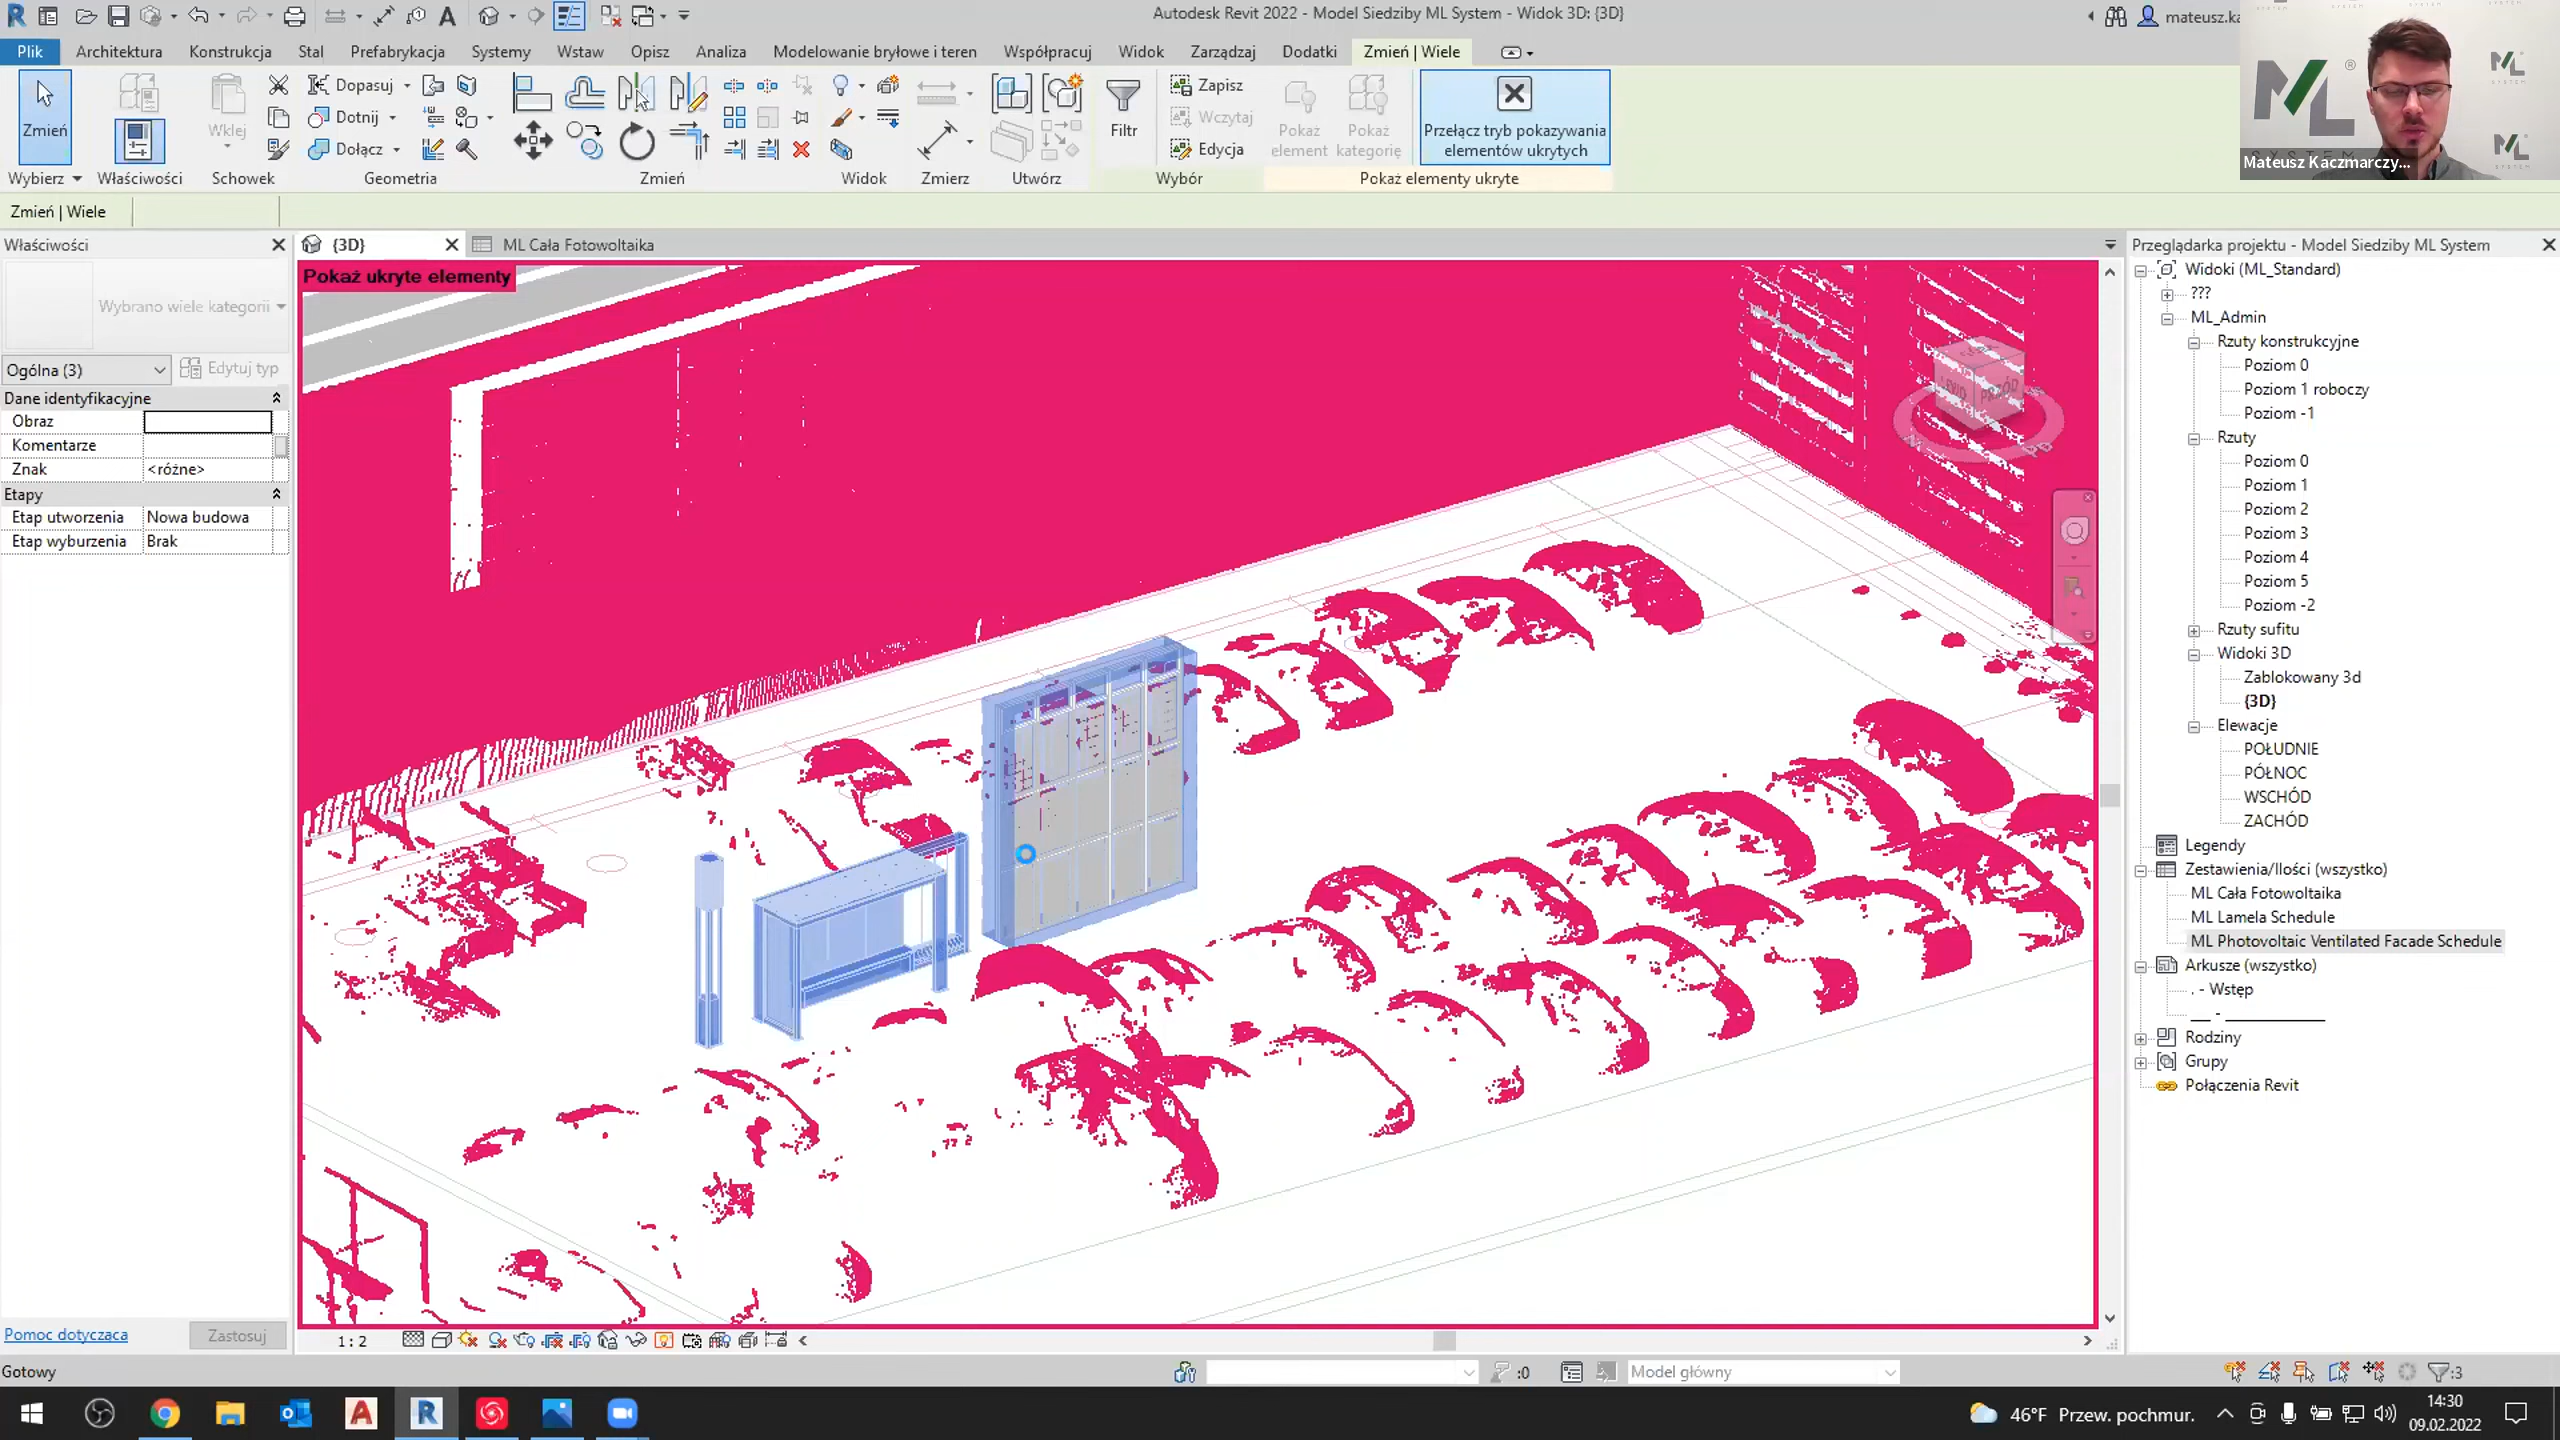 Autodesk Revit 2022 - Model Siedziby ML System - Widok 3D: {3D}
mateusz.ka
Plik
Architektura
Konstrukcja
Stal
Prefabrykacja
Systemy
Wstaw
Opisz
Analiza
Modelowanie bryłowe i teren
Współpracuj
Widok
Zarządzaj
Dodatki
Zmień | Wiele
Zmień
Wklej
Dopasuj
Dotnij
Dołącz
Filtr
Zapisz
Wczytaj
Edycja
Pokaż element
Pokaż kategorię
Przełącz tryb pokazywania
elementów ukrytych
Wybierz
Właściwości
Schowek
Geometria
Zmień
Widok
Zmierz
Utwórz
Wybór
Pokaż elementy ukryte
ML
SYSTEM
Mateusz Kaczmarczy...
Zmień | Wiele
Właściwości
{3D}
ML Cała Fotowoltaika
Przeglądarka projektu - Model Siedziby ML System
Pokaż ukryte elementy
Wybrano wiele kategorii
Ogólna (3)
Edytuj typ
Dane identyfikacyjne
Obraz
Komentarze
Znak <różne>
Etapy
Etap utworzenia Nowa budowa
Etap wyburzenia Brak
PRZÓD
Widoki (ML_Standard)
???
ML_Admin
Rzuty konstrukcyjne
Poziom 0
Poziom 1 roboczy
Poziom -1
Rzuty
Poziom 0
Poziom 1
Poziom 2
Poziom 3
Poziom 4
Poziom 5
Poziom -2
Rzuty sufitu
Widoki 3D
Zablokowany 3d
{3D}
Elewacje
POŁUDNIE
PÓŁNOC
WSCHÓD
ZACHÓD
Legendy
Zestawienia/Ilości (wszystko)
ML Cała Fotowoltaika
ML Lamela Schedule
ML Photovoltaic Ventilated Facade Schedule
Arkusze (wszystko)
. - Wstęp
___ - ____________
Rodziny
Grupy
Połączenia Revit
Pomoc dotycząca
Zastosuj
1 : 2
Gotowy
:0
Model główny
:3
46°F Przew. pochmur.
14:30
09.02.2022